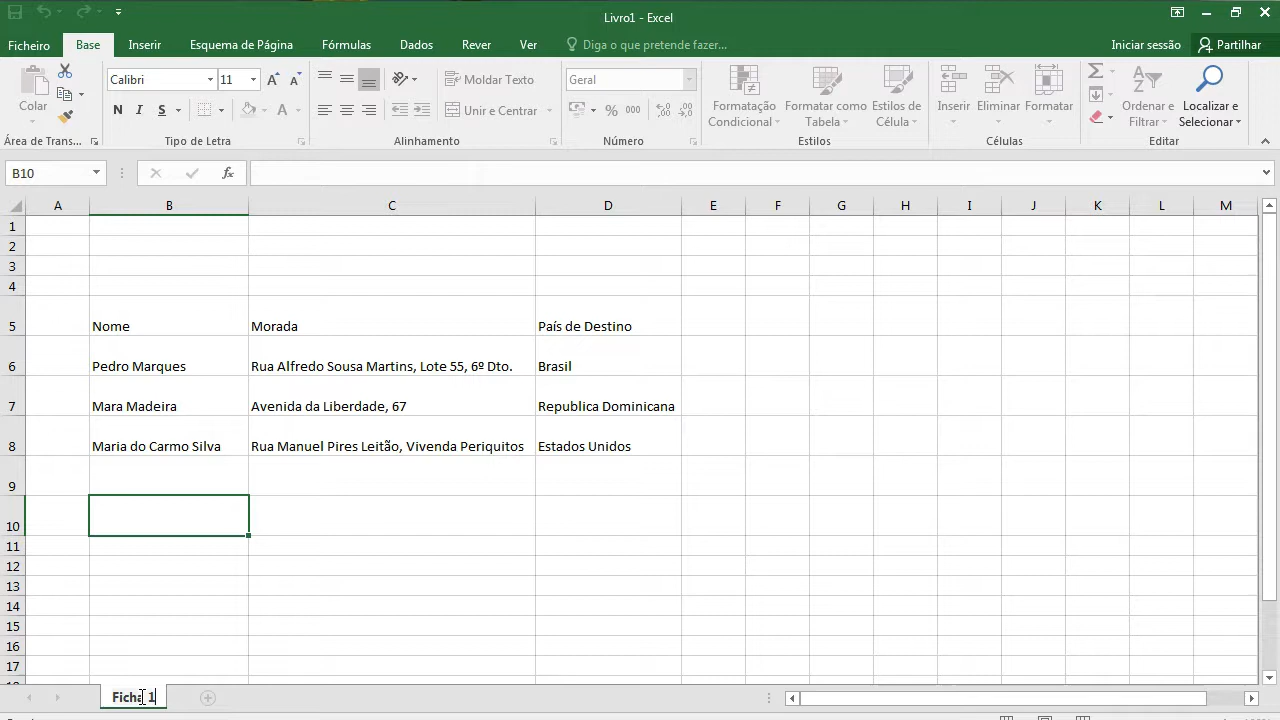 Livro1 - Excel
Ficheiro Base Inserir Esquema de Página Fórmulas Dados Rever Ver Diga o que pretende fazer... Iniciar sessão Partilhar
Colar Calibri 11 Moldar Texto Geral Formatação Condicional Formatar como Tabela Estilos de Célula Inserir Eliminar Formatar Ordenar e Filtrar Localizar e Selecionar
N I S Unir e Centrar % 000
Área de Trans... Tipo de Letra Alinhamento Número Estilos Células Editar
B10 fx
A B C D E F G H I J K L M
1
2
3
4
5 Nome Morada País de Destino
6 Pedro Marques Rua Alfredo Sousa Martins, Lote 55, 6º Dto. Brasil
7 Mara Madeira Avenida da Liberdade, 67 Republica Dominicana
8 Maria do Carmo Silva Rua Manuel Pires Leitão, Vivenda Periquitos Estados Unidos
9
10
11
12
13
14
15
16
17
Ficha 1